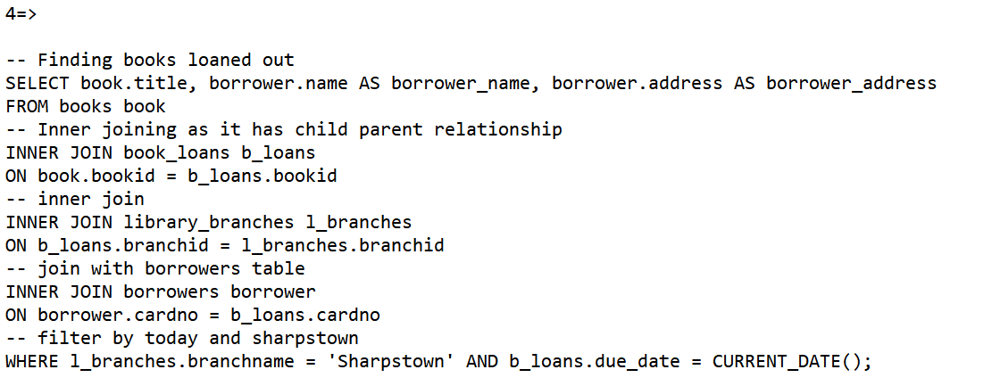 4=>
-- Finding books loaned out
SELECT book.title, borrower.name AS borrower_name, borrower.address AS borrower_address
FROM books book
-- Inner joining as it has child parent relationship
INNER JOIN book_loans b_loans
ON book.bookid = b_loans.bookid
-- inner join
INNER JOIN library_branches l_branches
ON b_loans.branchid = l_branches.branchid
-- join with borrowers table
INNER JOIN borrowers borrower
ON borrower.cardno = b_loans.cardno
-- filter by today and sharpstown
WHERE l_branches.branchname = 'Sharpstown' AND b_loans.due_date = CURRENT_DATE();